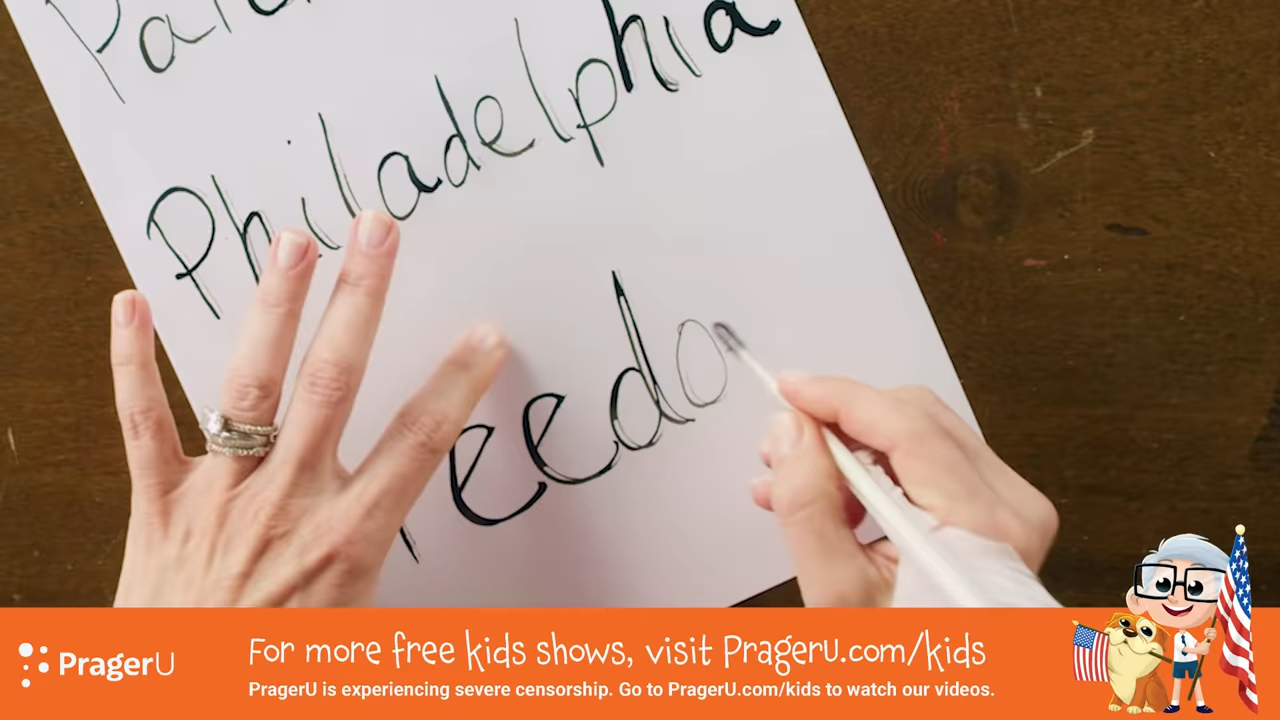 Philadelphia
eedo
PragerU
For more free kids shows, visit PragerU.com/kids
PragerU is experiencing severe censorship. Go to PragerU.com/kids to watch our videos.